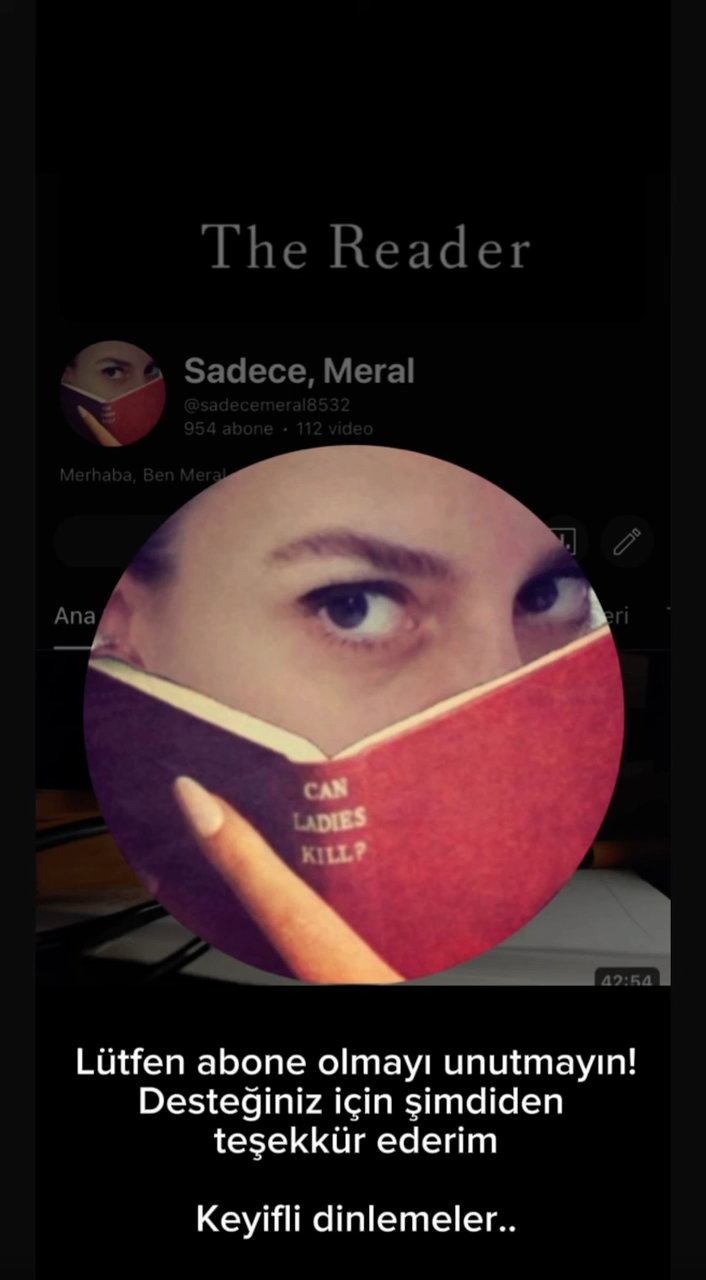 The Reader
Sadece, Meral
@sadecemeral8532
954 abone • 112 video
Merhaba, Ben Meral
Ana
eri
CAN
LADIES
KILL?
42:54
Lütfen abone olmayı unutmayın!
Desteğiniz için şimdiden
teşekkür ederim
Keyifli dinlemeler..